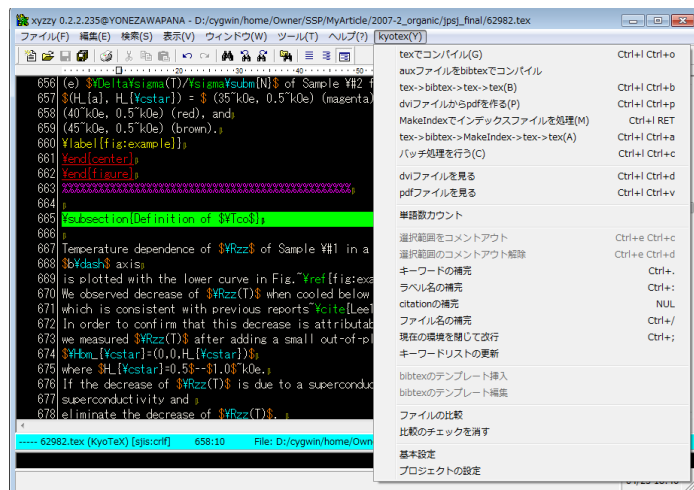 xyzzy 0.2.2.235@YONEZAWAPANA - D:/cygwin/home/Owner/SSP/MyArticle/2007-2_organic/jpsj_final/62982.tex
ファイル(F) 編集(E) 検索(S) 表示(V) ウィンドウ(W) ツール(T) ヘルプ(?) kyotex(Y)
656 (e) $¥Delta¥sigma(T)/¥sigma¥subm{N}$ of Sample ¥#2 f
657 $(H_{a}, H_{¥cstar}) = $ (35~kOe, 0.5~kOe) (magenta)
658 (40~kOe, 0.5~kOe) (red), and
659 (45~kOe, 0.5~kOe) (brown).
660 ¥label{fig:example}}
661 ¥end{center}
662 ¥end{figure}
663 %%%%%%%%%%%%%%%%%%%%%%%%%%%%%%%%%%%%%%%%%%%%
664
665 ¥subsection{Definition of $¥Tco$}
666
667 Temperature dependence of $¥Rzz$ of Sample ¥#1 in a
668 $b¥dash$ axis
669 is plotted with the lower curve in Fig.~¥ref{fig:exa
670 We observed decrease of $¥Rzz(T)$ when cooled below
671 which is consistent with previous reports~¥cite{Lee1
672 In order to confirm that this decrease is attributab
673 we measured $¥Rzz(T)$ after adding a small out-of-pl
674 $¥Hbm_{¥cstar}=(0,0,H_{¥cstar})$
675 where $H_{¥cstar}=0.5$--$1.0$~kOe.
676 If the decrease of $¥Rzz(T)$ is due to a superconduc
677 superconductivity and
678 eliminate the decrease of $¥Rzz(T)$.
----- 62982.tex (KyoTeX) [sjis:crlf] 658:10 File: D:/cygwin/home/Own
texでコンパイル(G) Ctrl+l Ctrl+o
auxファイルをbibtexでコンパイル
tex->bibtex->tex->tex(B) Ctrl+l Ctrl+b
dviファイルからpdfを作る(P) Ctrl+l Ctrl+p
MakeIndexでインデックスファイルを処理(M) Ctrl+l RET
tex->bibtex->MakeIndex->tex->tex(A) Ctrl+l Ctrl+a
バッチ処理を行う(C) Ctrl+l Ctrl+c
dviファイルを見る Ctrl+l Ctrl+d
pdfファイルを見る Ctrl+l Ctrl+v
単語数カウント
選択範囲をコメントアウト Ctrl+e Ctrl+c
選択範囲のコメントアウト解除 Ctrl+e Ctrl+d
キーワードの補完 Ctrl+.
ラベル名の補完 Ctrl+:
citationの補完 NUL
ファイル名の補完 Ctrl+/
現在の環境を閉じて改行 Ctrl+;
キーワードリストの更新
bibtexのテンプレート挿入
bibtexのテンプレート編集
ファイルの比較
比較のチェックを消す
基本設定
プロジェクトの設定